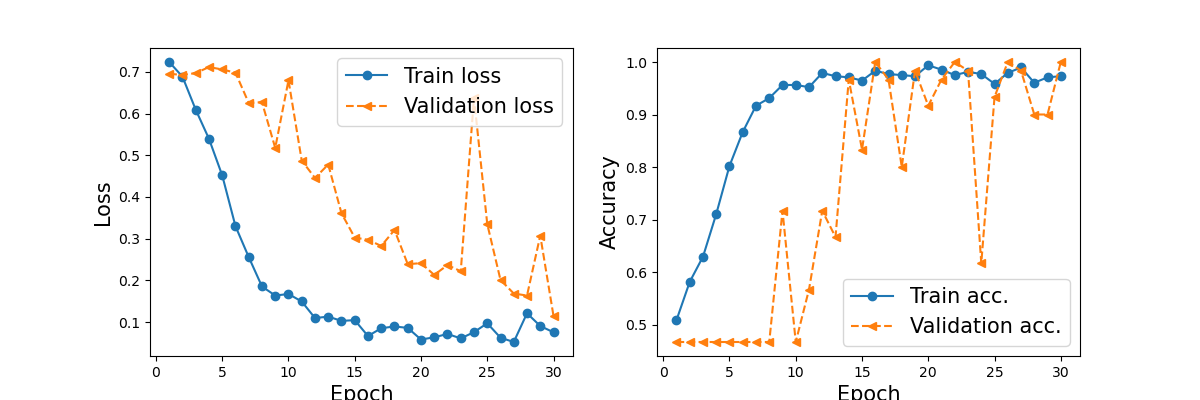 Train loss
Validation loss
0.7
0.6
0.5
0.4
0.3
0.2
0.1
Loss
0 5 10 15 20 25 30
Epoch
1.0
0.9
0.8
0.7
0.6
0.5
Accuracy
Train acc.
Validation acc.
0 5 10 15 20 25 30
Epoch